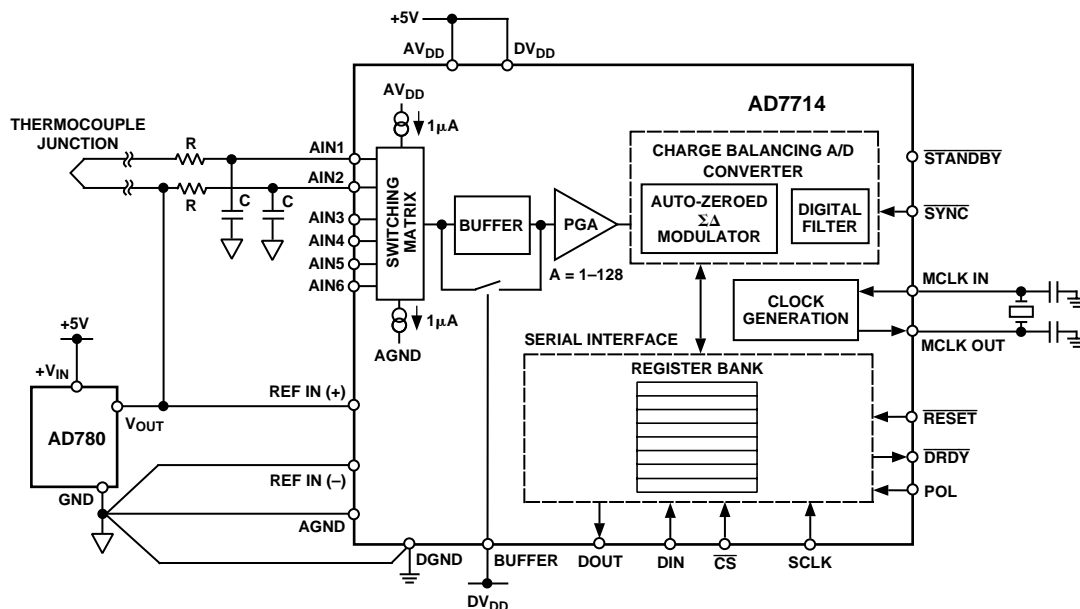 +5V
AVDD
DVDD
AD7714
AVDD
1μA
THERMOCOUPLE
JUNCTION
R
AIN1
CHARGE BALANCING A/D
CONVERTER
STANDBY
AIN2
R
C
C
SWITCHING
MATRIX
BUFFER
PGA
AUTO-ZEROED
ΣΔ
MODULATOR
DIGITAL
FILTER
SYNC
AIN3
AIN4
AIN5
AIN6
A = 1–128
MCLK IN
CLOCK
GENERATION
1μA
AGND
SERIAL INTERFACE
MCLK OUT
+5V
REGISTER BANK
+VIN
REF IN (+)
VOUT
AD780
RESET
DRDY
REF IN (–)
GND
POL
AGND
DGND
BUFFER
DOUT
DIN
CS
SCLK
DVDD